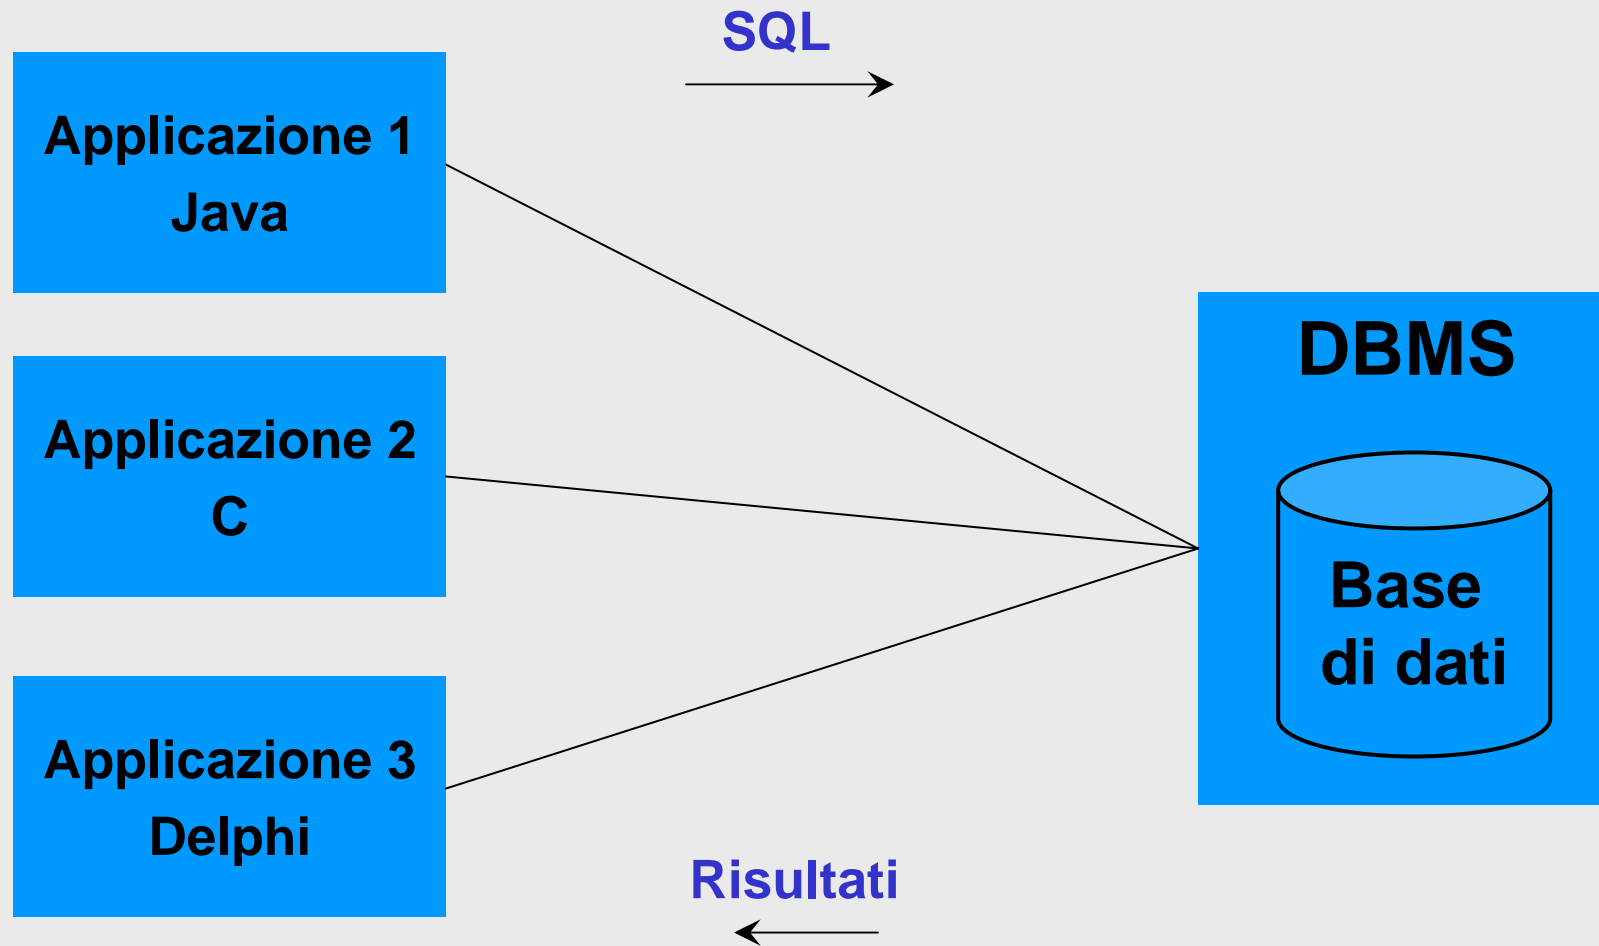 SQL
Applicazione 1
Java
Applicazione 2
C
Applicazione 3
Delphi
DBMS
Base
di dati
Risultati